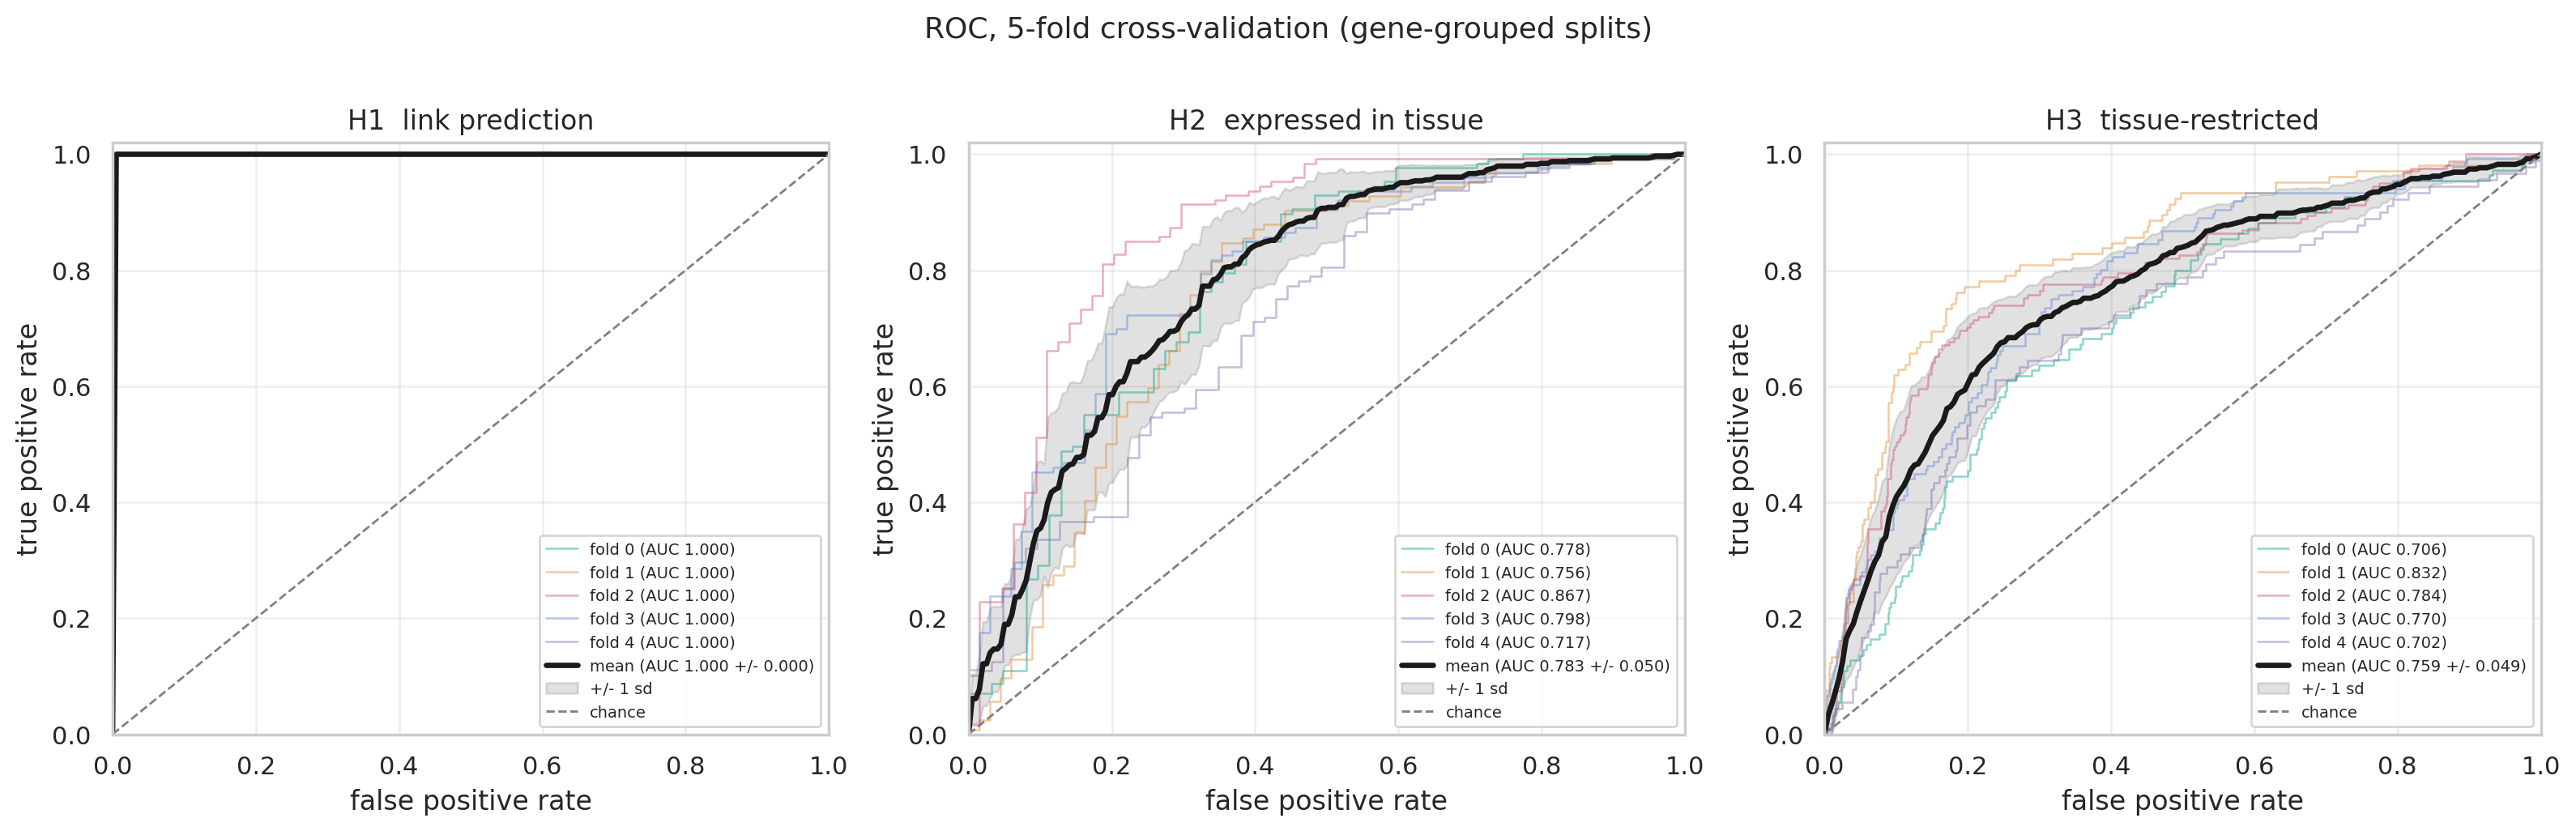 ROC, 5-fold cross-validation (gene-grouped splits)
H1  link prediction
true positive rate
1.0
0.8
0.6
0.4
0.2
0.0
fold 0 (AUC 1.000)
fold 1 (AUC 1.000)
fold 2 (AUC 1.000)
fold 3 (AUC 1.000)
fold 4 (AUC 1.000)
mean (AUC 1.000 +/- 0.000)
+/- 1 sd
chance
0.0 0.2 0.4 0.6 0.8 1.0
false positive rate
H2  expressed in tissue
true positive rate
1.0
0.8
0.6
0.4
0.2
0.0
fold 0 (AUC 0.778)
fold 1 (AUC 0.756)
fold 2 (AUC 0.867)
fold 3 (AUC 0.798)
fold 4 (AUC 0.717)
mean (AUC 0.783 +/- 0.050)
+/- 1 sd
chance
0.0 0.2 0.4 0.6 0.8 1.0
false positive rate
H3  tissue-restricted
true positive rate
1.0
0.8
0.6
0.4
0.2
0.0
fold 0 (AUC 0.706)
fold 1 (AUC 0.832)
fold 2 (AUC 0.784)
fold 3 (AUC 0.770)
fold 4 (AUC 0.702)
mean (AUC 0.759 +/- 0.049)
+/- 1 sd
chance
0.0 0.2 0.4 0.6 0.8 1.0
false positive rate